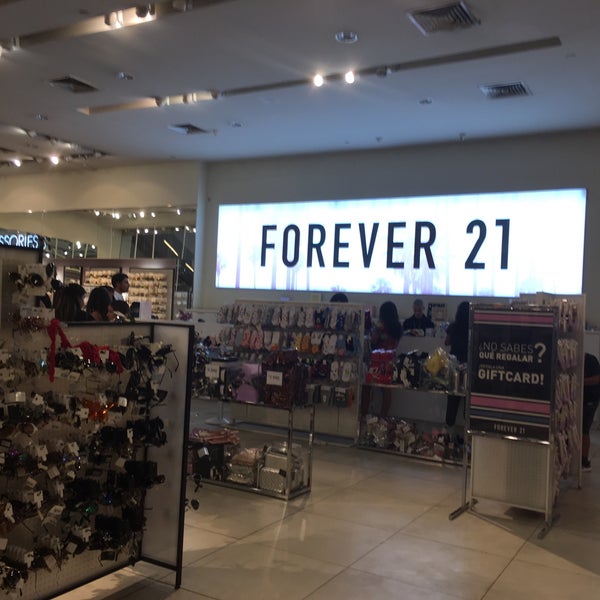 FOREVER 21
SSORIES
¿NO SABES
QUÉ REGALAR?
GIFTCARD!
FOREVER 21